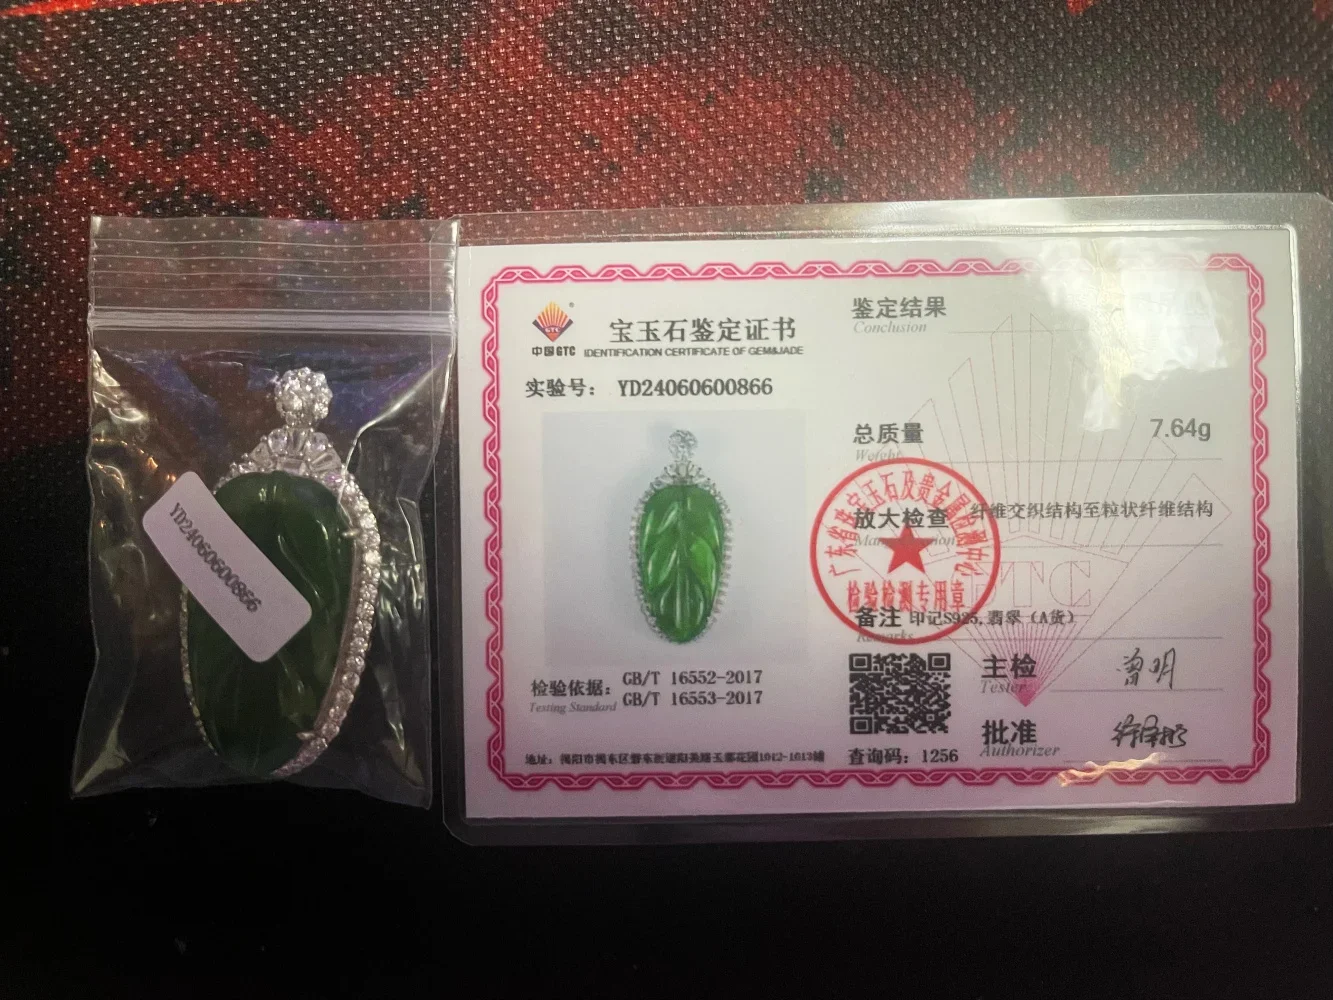 YD24060600866
GTC
中国GTC
宝玉石鉴定证书
IDENTIFICATION CERTIFICATE OF GEM&JADE
实验号： YD24060600866
检验依据：
Testing Standard
GB/T 16552-2017
GB/T 16553-2017
鉴定结果
Conclusion
总质量 7.64g
Weight
放大检查 纤维交织结构至粒状纤维结构
备注 印记S925,翡翠（A货）
Remarks
检验检测专用章
GTC
主检
Tester
批准
Authorizer
查询码：1256